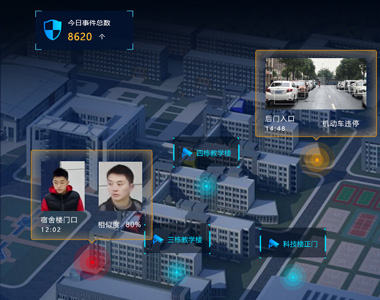 今日事件总数
8620 个
后门入口
14:48
机动车违停
四栋教学楼
宿舍楼门口
12:02
相似度 80%
三栋教学楼
科技楼正门